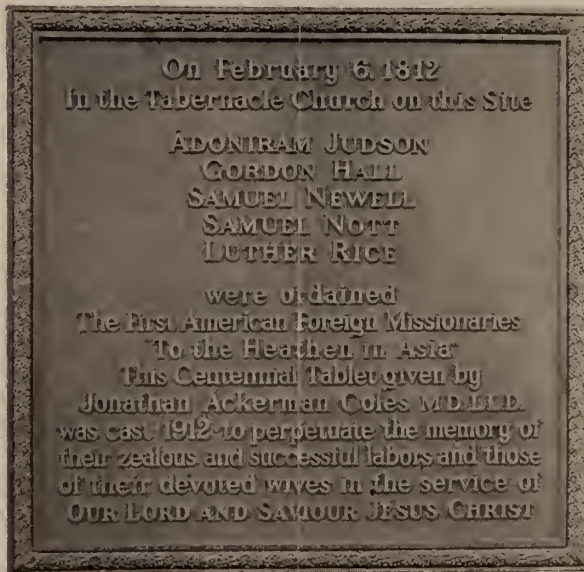 On February 6, 1812
In the Tabernacle Church on this Site
ADONIRAM JUDSON
GORDON HALL
SAMUEL NEWELL
SAMUEL NOTT
LUTHER RICE
were ordained
The First American Foreign Missionaries
"To the Heathen in Asia"
This Centennial Tablet given by
Jonathan Ackerman Coles M.D.LL.D.
was cast 1912 to perpetuate the memory of
their zealous and successful labors and those
of their devoted wives in the service of
OUR LORD AND SAVIOUR JESUS CHRIST